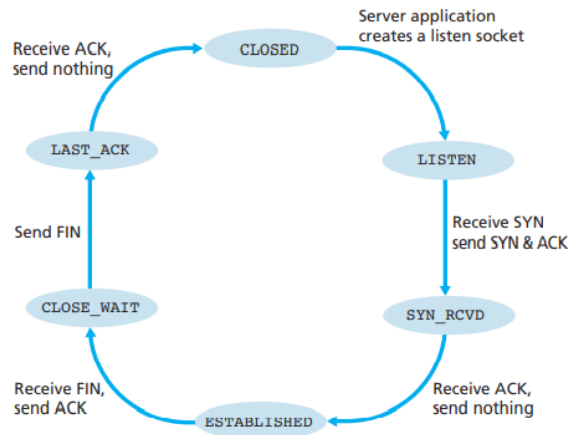 Server application
creates a listen socket
Receive ACK,
send nothing
CLOSED
LAST_ACK
LISTEN
Receive SYN
send SYN & ACK
Send FIN
CLOSE_WAIT
SYN_RCVD
Receive FIN,
send ACK
Receive ACK,
send nothing
ESTABLISHED